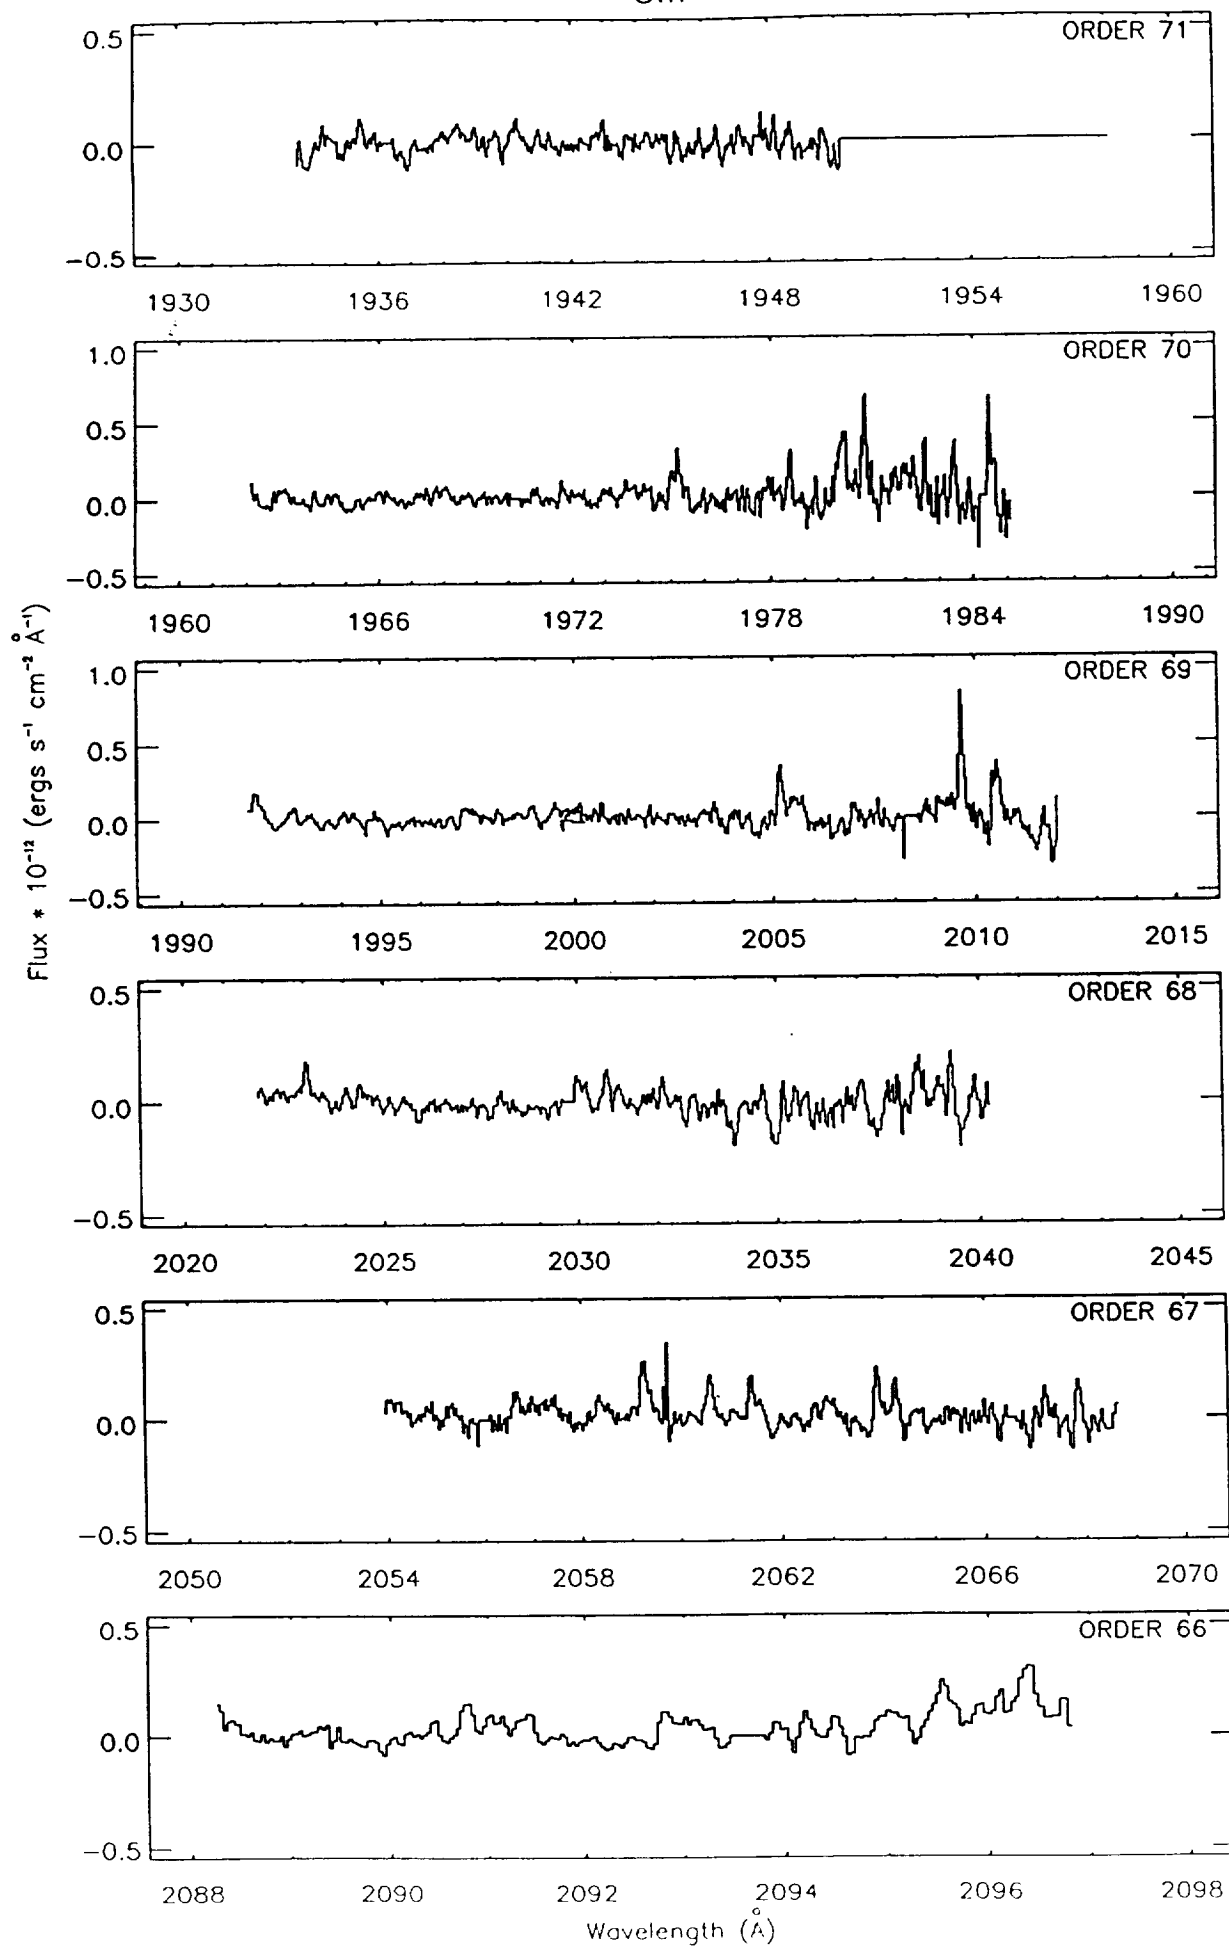 ORDER 71
0.5
0.0
−0.5
1930 1936 1942 1948 1954 1960
ORDER 70
1.0
0.5
0.0
−0.5
1960 1966 1972 1978 1984 1990
ORDER 69
1.0
0.5
0.0
−0.5
1990 1995 2000 2005 2010 2015
Flux * 10⁻¹² (ergs s⁻¹ cm⁻² Å⁻¹)
ORDER 68
0.5
0.0
−0.5
2020 2025 2030 2035 2040 2045
ORDER 67
0.5
0.0
−0.5
2050 2054 2058 2062 2066 2070
ORDER 66
0.5
0.0
−0.5
2088 2090 2092 2094 2096 2098
Wavelength (Å)